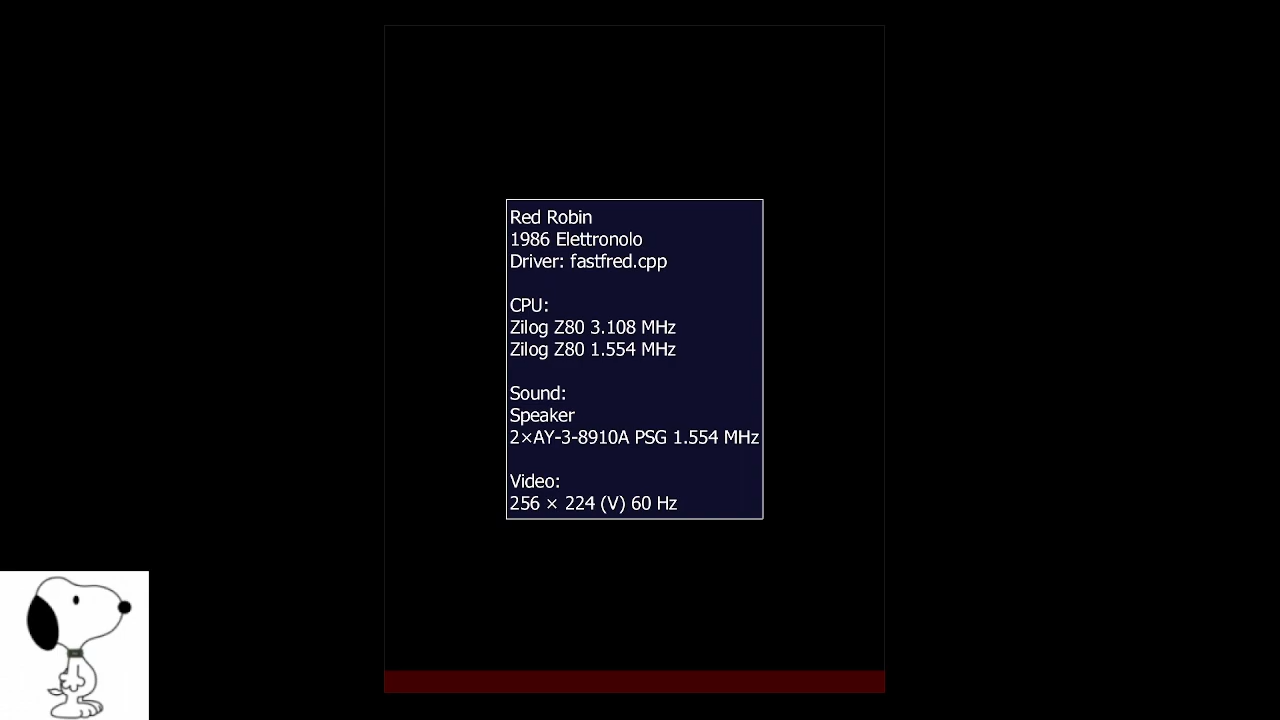 Red Robin
1986 Elettronolo
Driver: fastfred.cpp
CPU:
Zilog Z80 3.108 MHz
Zilog Z80 1.554 MHz
Sound:
Speaker
2×AY-3-8910A PSG 1.554 MHz
Video:
256 × 224 (V) 60 Hz